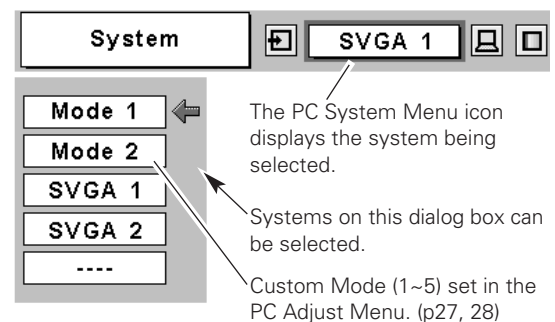 System
SVGA 1
Mode 1
Mode 2
SVGA 1
SVGA 2
----
The PC System Menu icon
displays the system being
selected.
Systems on this dialog box can
be selected.
Custom Mode (1~5) set in the
PC Adjust Menu. (p27, 28)